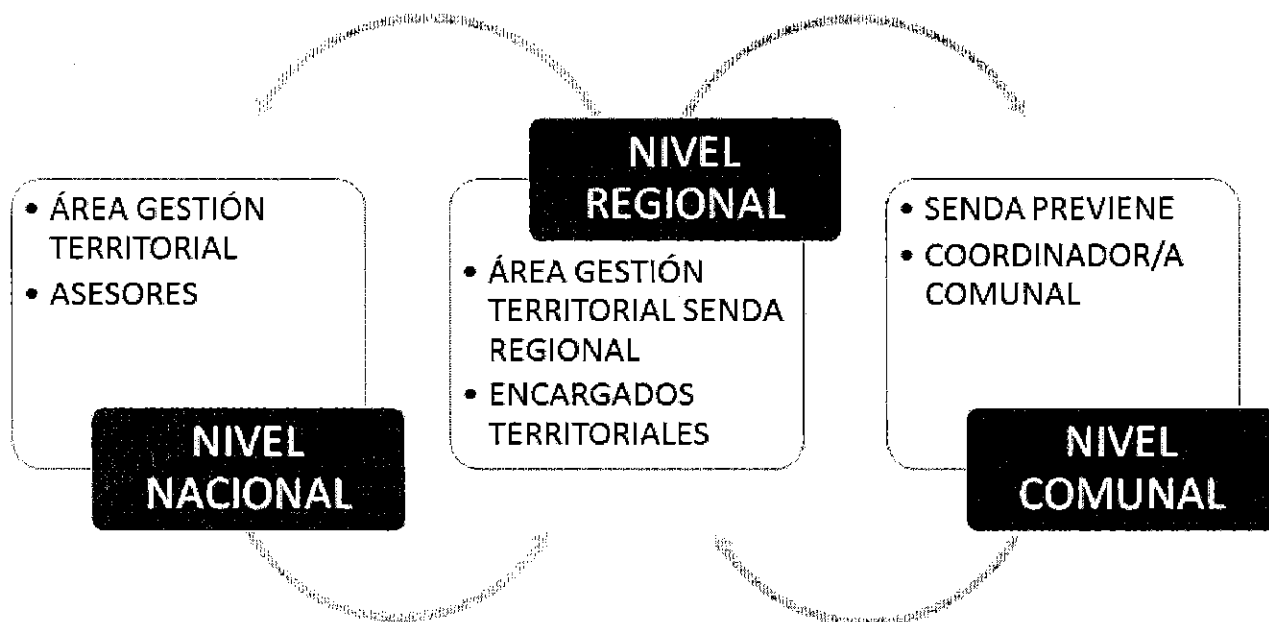 • ÁREA GESTIÓN
TERRITORIAL
• ASESORES
NIVEL
NACIONAL
NIVEL
REGIONAL
• ÁREA GESTIÓN
TERRITORIAL SENDA
REGIONAL
• ENCARGADOS
TERRITORIALES
• SENDA PREVIENE
• COORDINADOR/A
COMUNAL
NIVEL
COMUNAL